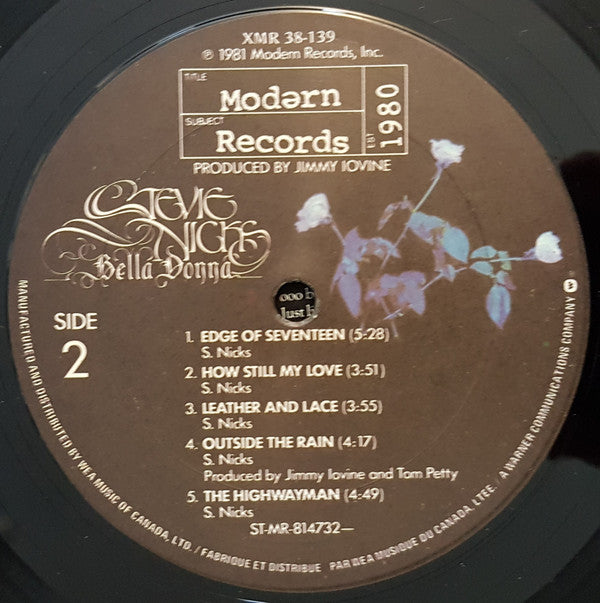 XMR 38-139
℗ 1981 Modern Records, Inc.
TITLE
Modərn
SUBJECT
Records
EST
1980
PRODUCED BY JIMMY IOVINE
STEVIE
NICKS
Bella Donna
SIDE
2
1. EDGE OF SEVENTEEN (5:28)
S. Nicks
2. HOW STILL MY LOVE (3:51)
S. Nicks
3. LEATHER AND LACE (3:55)
S. Nicks
4. OUTSIDE THE RAIN (4:17)
S. Nicks
Produced by Jimmy Iovine and Tom Petty
5. THE HIGHWAYMAN (4:49)
S. Nicks
ST-MR-814732—
MANUFACTURED AND DISTRIBUTED BY WEA MUSIC OF CANADA, LTD. / FABRIQUE ET DISTRIBUE PAR WEA MUSIQUE DU CANADA, LTEE. / A WARNER COMMUNICATIONS COMPANY